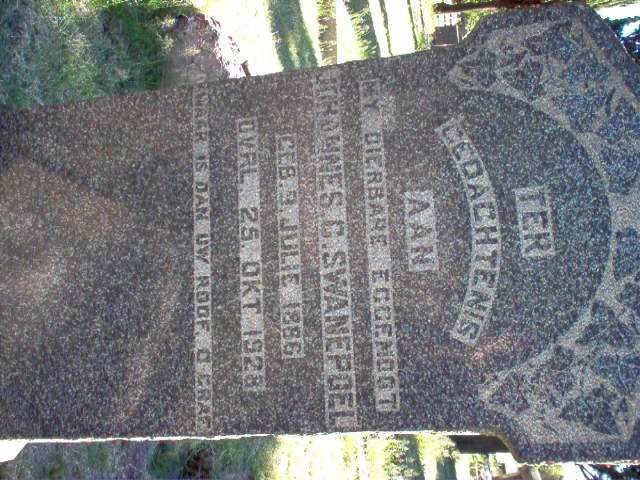 TER
GEDACHTENIS
AAN
MY DIERBARE EGGENOOT
JOHANNES C. SWANEPOEL
GEB. 3. JULIE 1886
OVRL. 25 OKT. 1928
WAAR IS DAN UW ROOF O GRAF